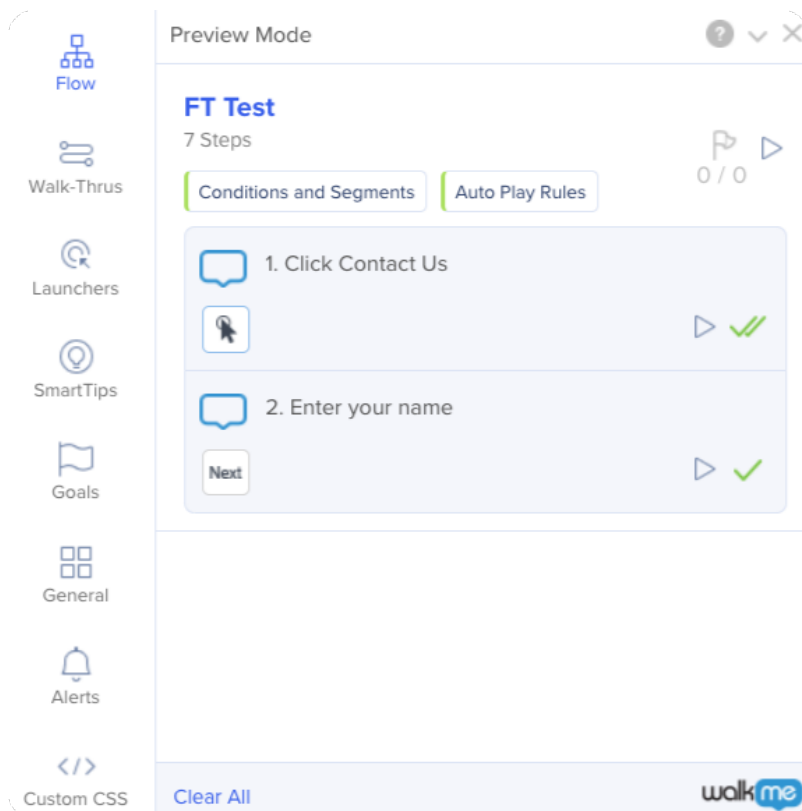 Preview Mode
?
Flow
FT Test
7 Steps
0 / 0
Walk-Thrus
Conditions and Segments
Auto Play Rules
1. Click Contact Us
Launchers
SmartTips
2. Enter your name
Next
Goals
General
Alerts
</>
Custom CSS
Clear All
walkme